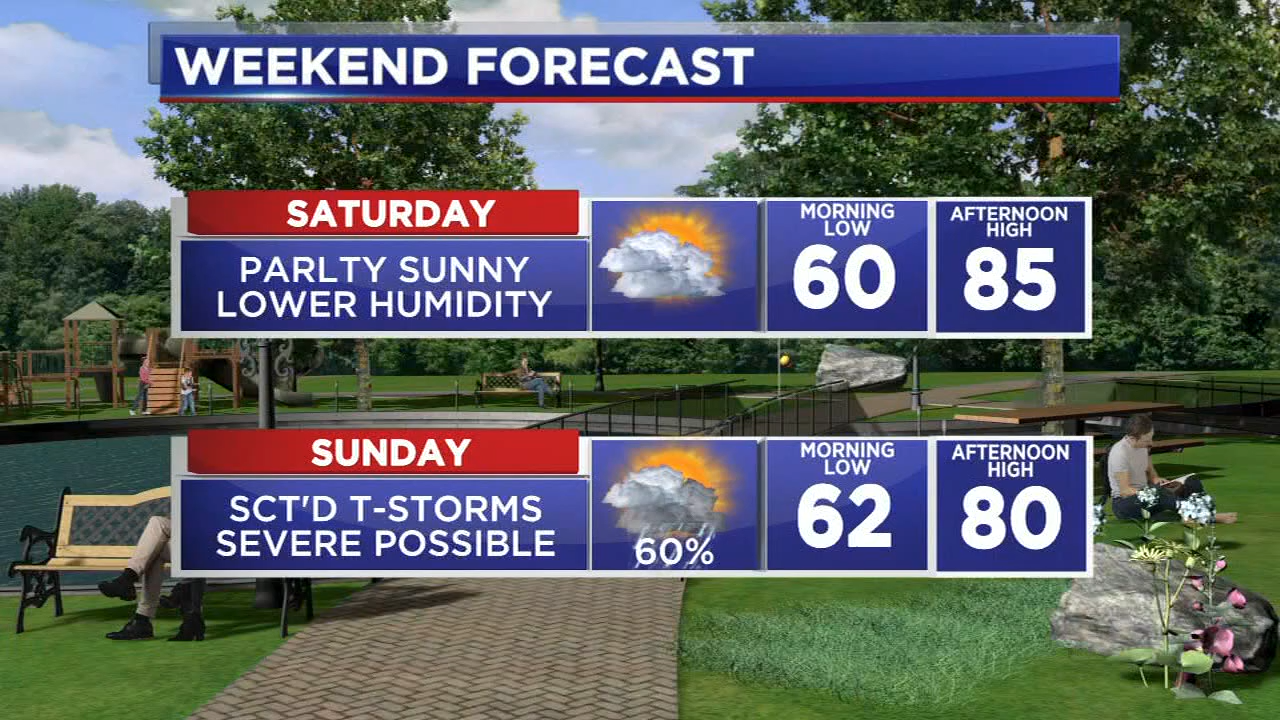 WEEKEND FORECAST
SATURDAY
PARLTY SUNNY
LOWER HUMIDITY
MORNING
LOW
60
AFTERNOON
HIGH
85
SUNDAY
SCT'D T-STORMS
SEVERE POSSIBLE
60%
MORNING
LOW
62
AFTERNOON
HIGH
80